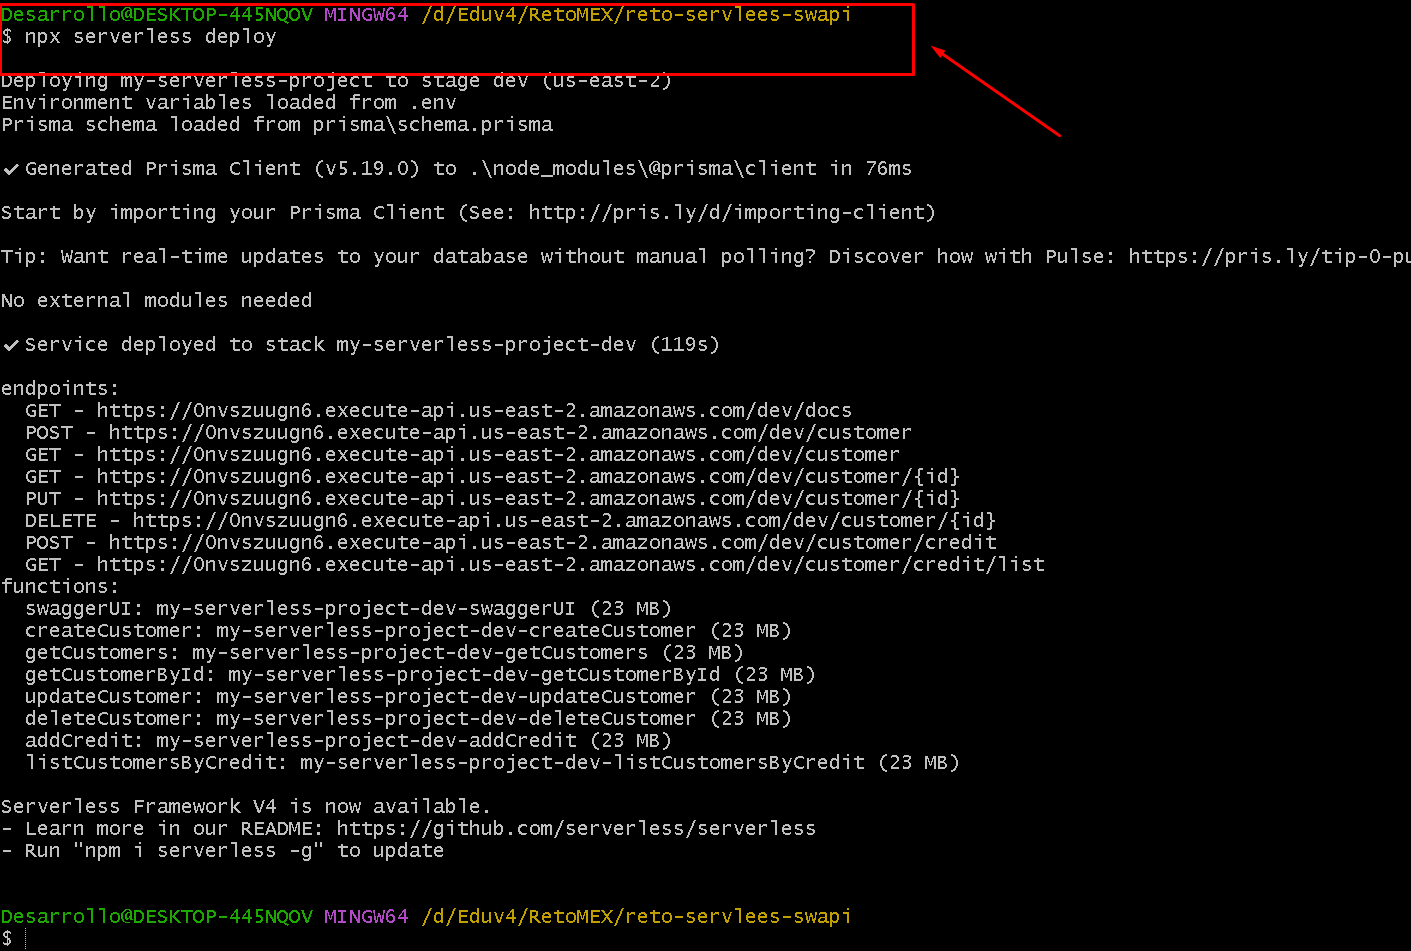 Desarrollo@DESKTOP-445NQOV MINGW64 /d/Eduv4/RetoMEX/reto-servlees-swapi
$ npx serverless deploy
Deploying my-serverless-project to stage dev (us-east-2)
Environment variables loaded from .env
Prisma schema loaded from prisma\schema.prisma
✔ Generated Prisma Client (v5.19.0) to .\node_modules\@prisma\client in 76ms
Start by importing your Prisma Client (See: http://pris.ly/d/importing-client)
Tip: Want real-time updates to your database without manual polling? Discover how with Pulse: https://pris.ly/tip-0-pu
No external modules needed
✔ Service deployed to stack my-serverless-project-dev (119s)
endpoints:
  GET - https://0nvszuugn6.execute-api.us-east-2.amazonaws.com/dev/docs
  POST - https://0nvszuugn6.execute-api.us-east-2.amazonaws.com/dev/customer
  GET - https://0nvszuugn6.execute-api.us-east-2.amazonaws.com/dev/customer
  GET - https://0nvszuugn6.execute-api.us-east-2.amazonaws.com/dev/customer/{id}
  PUT - https://0nvszuugn6.execute-api.us-east-2.amazonaws.com/dev/customer/{id}
  DELETE - https://0nvszuugn6.execute-api.us-east-2.amazonaws.com/dev/customer/{id}
  POST - https://0nvszuugn6.execute-api.us-east-2.amazonaws.com/dev/customer/credit
  GET - https://0nvszuugn6.execute-api.us-east-2.amazonaws.com/dev/customer/credit/list
functions:
  swaggerUI: my-serverless-project-dev-swaggerUI (23 MB)
  createCustomer: my-serverless-project-dev-createCustomer (23 MB)
  getCustomers: my-serverless-project-dev-getCustomers (23 MB)
  getCustomerById: my-serverless-project-dev-getCustomerById (23 MB)
  updateCustomer: my-serverless-project-dev-updateCustomer (23 MB)
  deleteCustomer: my-serverless-project-dev-deleteCustomer (23 MB)
  addCredit: my-serverless-project-dev-addCredit (23 MB)
  listCustomersByCredit: my-serverless-project-dev-listCustomersByCredit (23 MB)
Serverless Framework V4 is now available.
- Learn more in our README: https://github.com/serverless/serverless
- Run "npm i serverless -g" to update
Desarrollo@DESKTOP-445NQOV MINGW64 /d/Eduv4/RetoMEX/reto-servlees-swapi
$